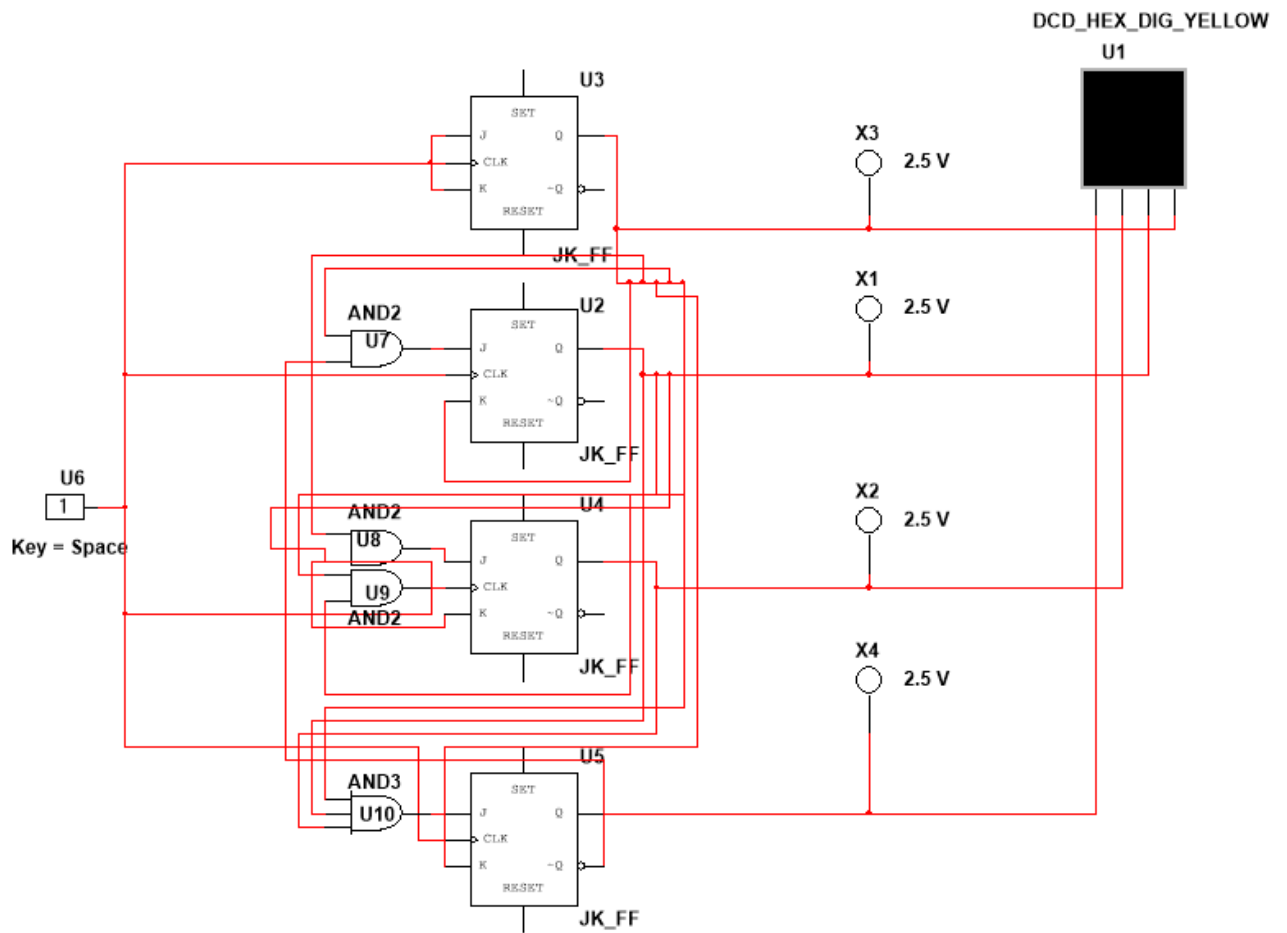 DCD_HEX_DIG_YELLOW
U1
U3
SET
J Q
CLK
K ~Q
RESET
JK_FF
X3
2.5 V
X1
2.5 V
U2
AND2
U7
SET
J Q
CLK
K ~Q
RESET
JK_FF
U6
1
Key = Space
X2
2.5 V
U4
AND2
U8
SET
J Q
U9
CLK
AND2
K ~Q
RESET
JK_FF
X4
2.5 V
U5
AND3
U10
SET
J Q
CLK
K ~Q
RESET
JK_FF